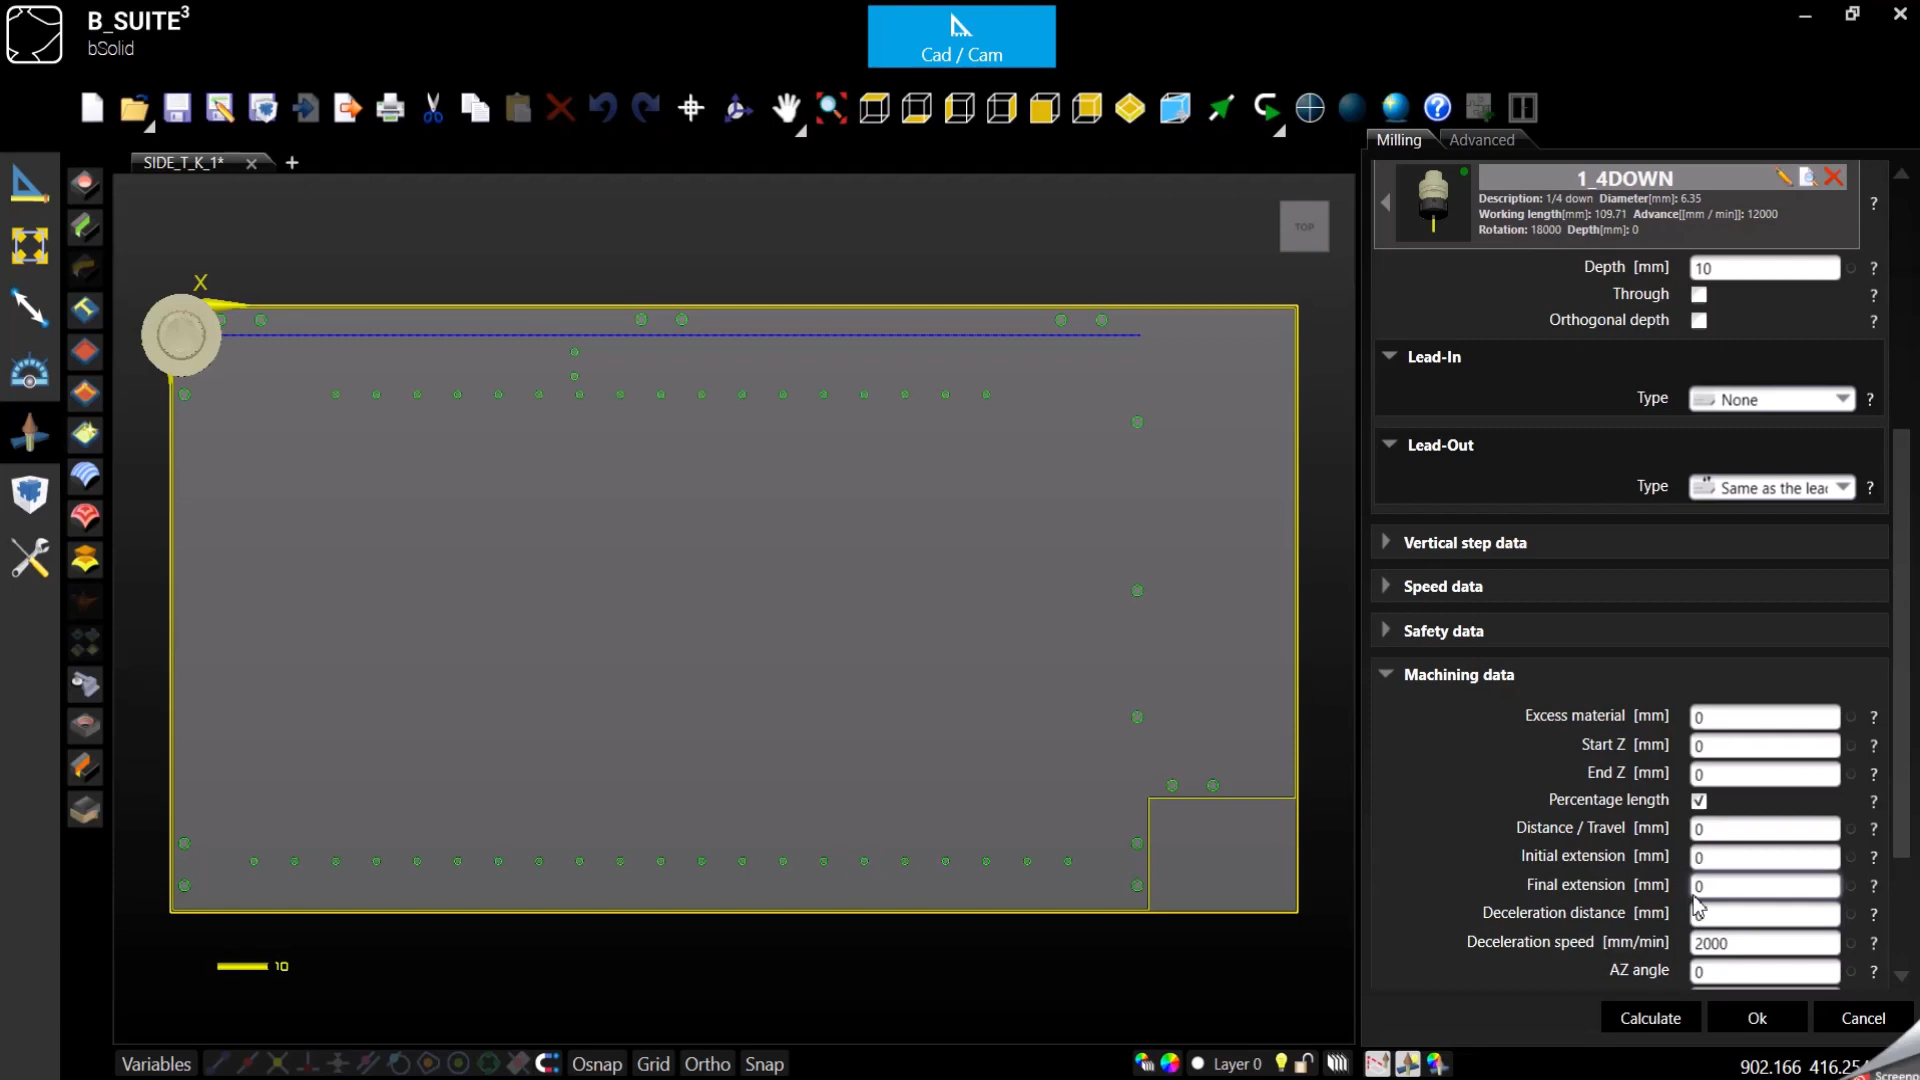 B_SUITE³
bSolid
Cad / Cam
SIDE_T_K_1*
Milling
Advanced
1_4DOWN
Description: 1/4 down Diameter[mm]: 6.35
Working length[mm]: 109.71 Advance[[mm / min]]: 12000
Rotation: 18000 Depth[mm]: 0
?
Depth [mm] 10 ?
Through ?
Orthogonal depth ?
Lead-In
Type None ?
Lead-Out
Type Same as the lea ?
Vertical step data
Speed data
Safety data
Machining data
Excess material [mm] 0 ?
Start Z [mm] 0 ?
End Z [mm] 0 ?
Percentage length ?
Distance / Travel [mm] 0 ?
Initial extension [mm] 0 ?
Final extension [mm] 0 ?
Deceleration distance [mm] ?
Deceleration speed [mm/min] 2000 ?
AZ angle 0 ?
Calculate Ok Cancel
X
TOP
10
Variables Osnap Grid Ortho Snap Layer 0 902.166 416.25